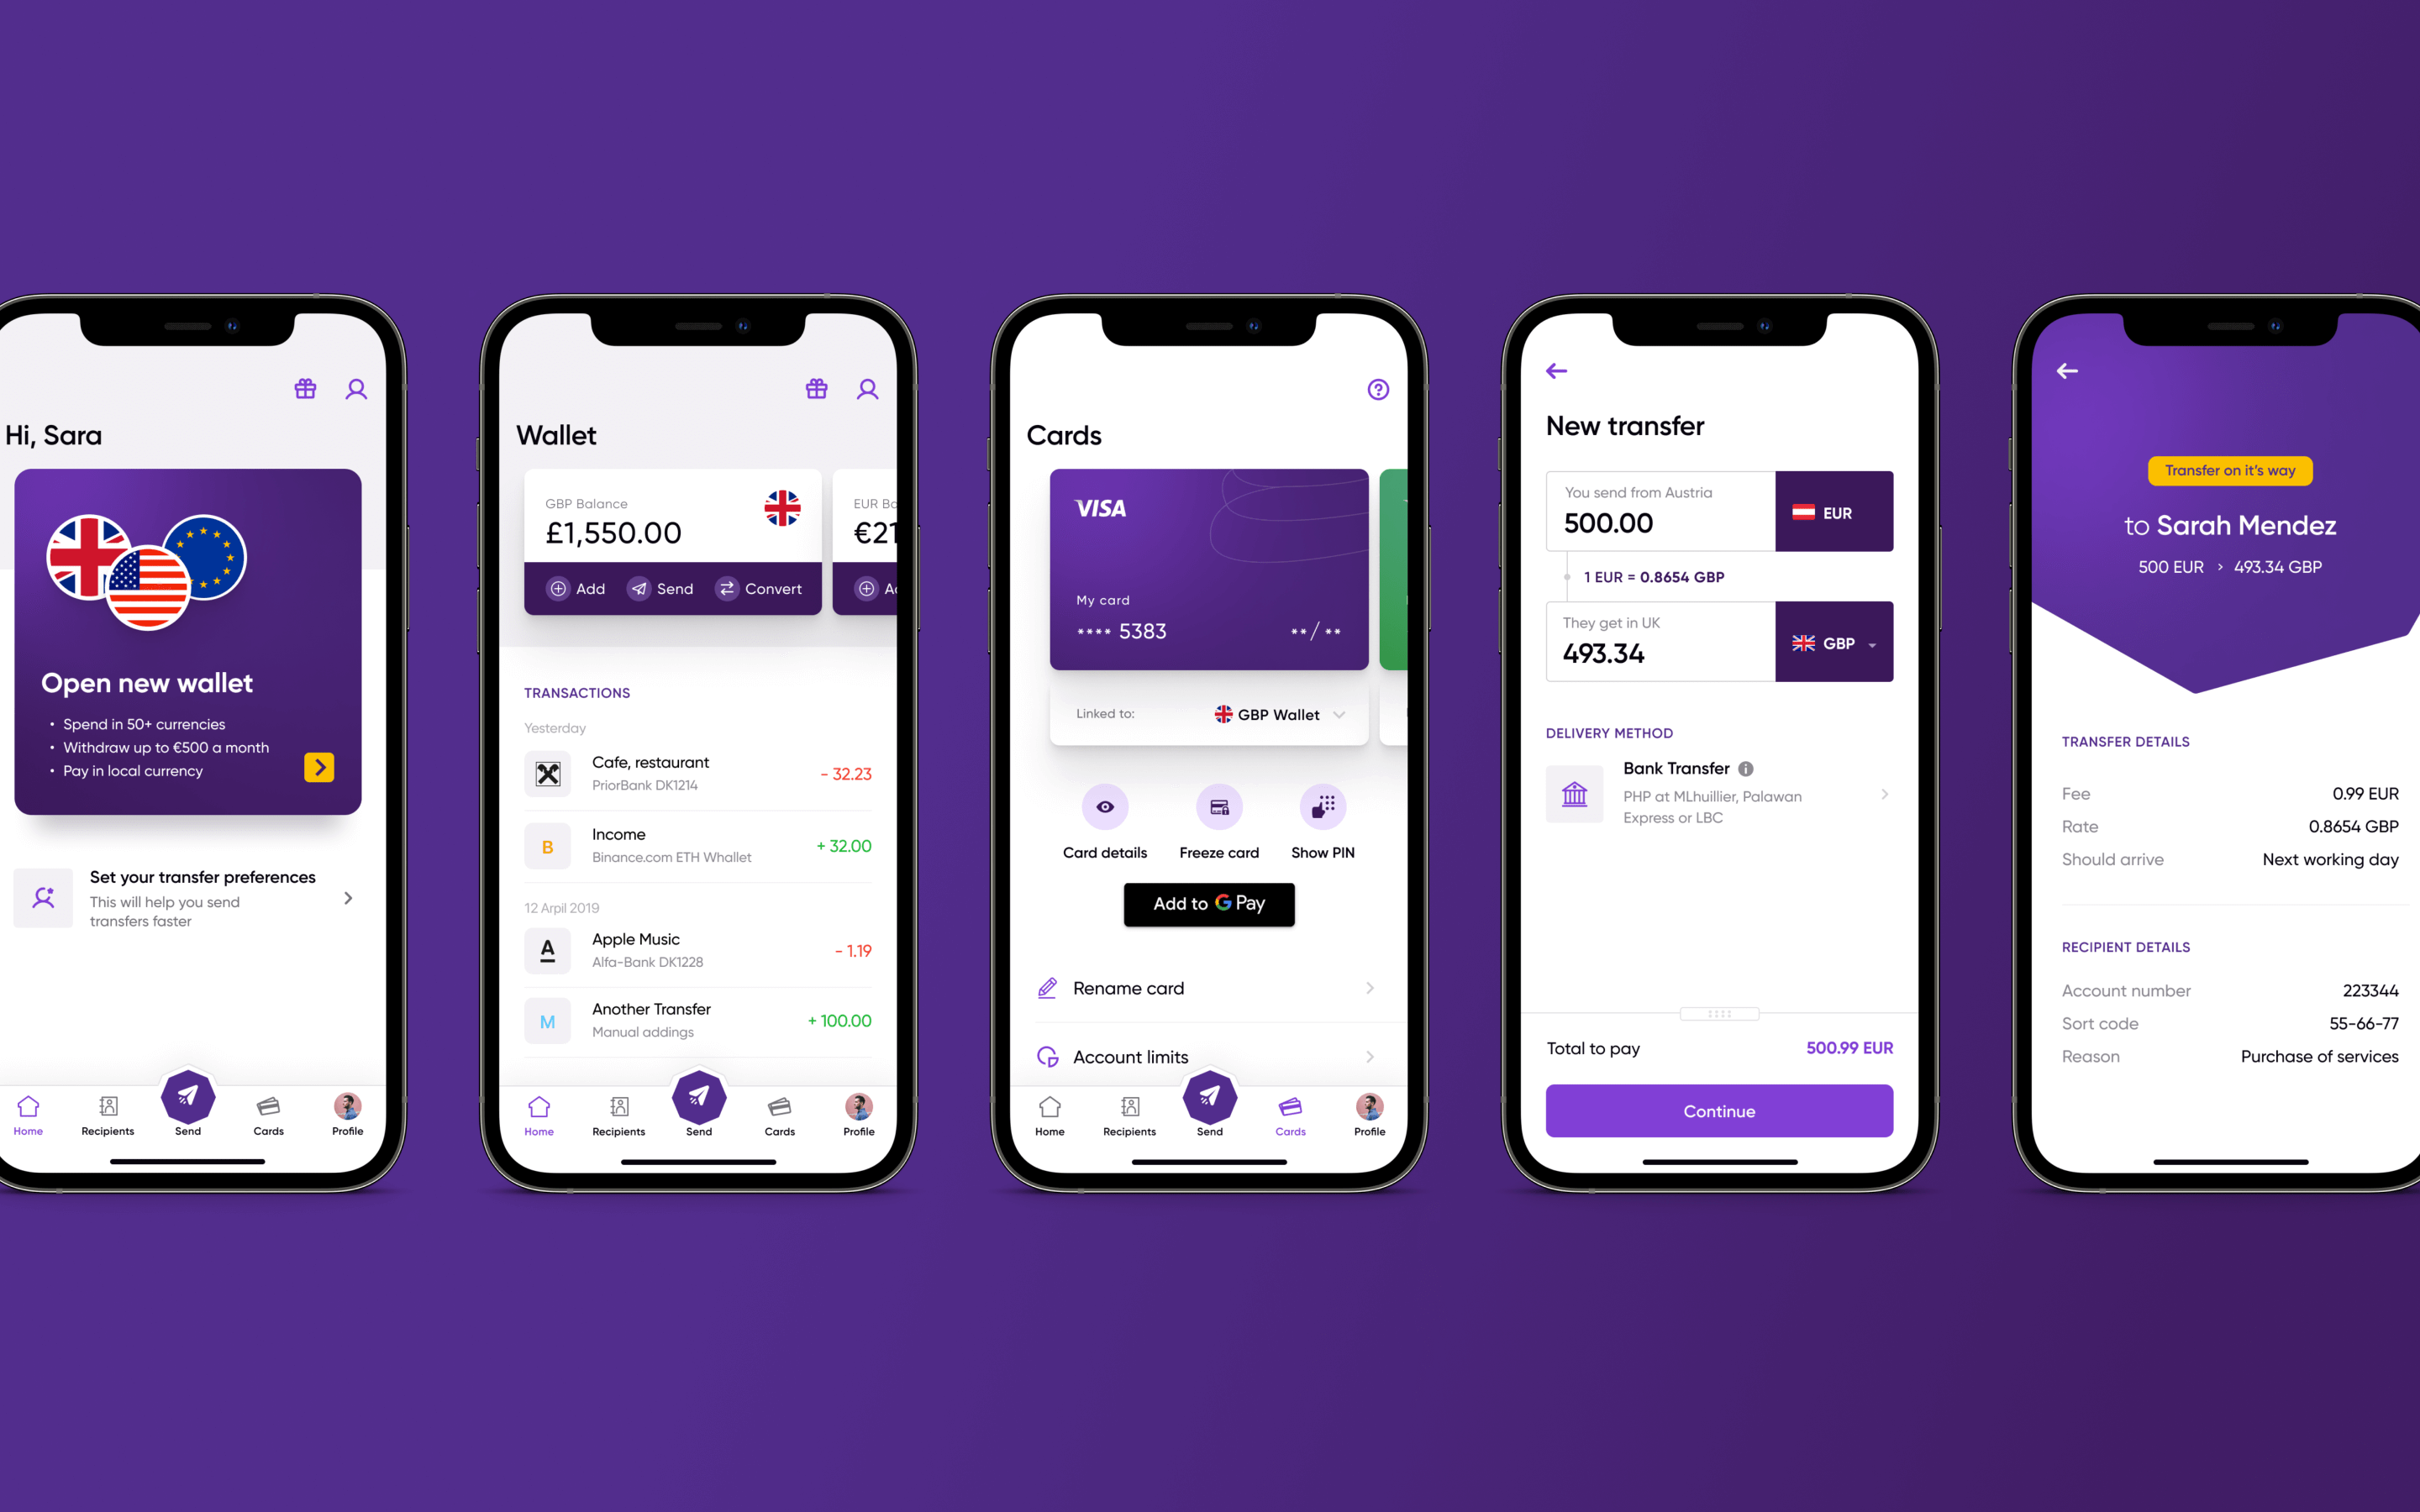 Hi, Sara
Open new wallet
• Spend in 50+ currencies
• Withdraw up to €500 a month
• Pay in local currency
Set your transfer preferences
This will help you send
transfers faster
Home
Recipients
Send
Cards
Profile
Wallet
GBP Balance
£1,550.00
Add
Send
Convert
EUR
€21
TRANSACTIONS
Yesterday
Cafe, restaurant
- 32.23
PriorBank DK1214
B
Income
+ 32.00
Binance.com ETH Whallet
12 Arpil 2019
A
Apple Music
- 1.19
Alfa-Bank DK1228
M
Another Transfer
+ 100.00
Manual addings
Home
Recipients
Send
Cards
Profile
Cards
VISA
My card
**** 5383
**/**
Linked to:
GBP Wallet
Card details
Freeze card
Show PIN
Add to G Pay
Rename card
Account limits
Home
Recipients
Send
Cards
Profile
New transfer
You send from Austria
500.00
EUR
1 EUR = 0.8654 GBP
They get in UK
493.34
GBP
DELIVERY METHOD
Bank Transfer
PHP at MLhuillier, Palawan
Express or LBC
Total to pay
500.99 EUR
Continue
Transfer on it's way
to Sarah Mendez
500 EUR > 493.34 GBP
TRANSFER DETAILS
Fee
0.99 EUR
Rate
0.8654 GBP
Should arrive
Next working day
RECIPIENT DETAILS
Account number
223344
Sort code
55-66-77
Reason
Purchase of services